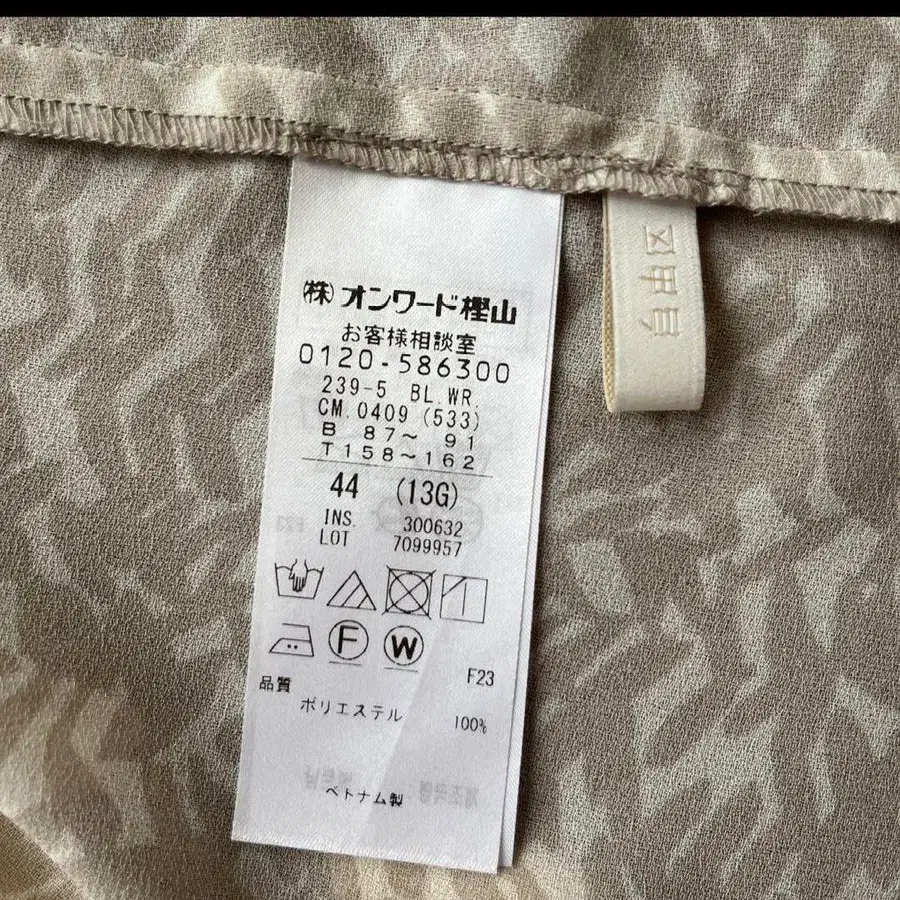 (株)オンワード樫山
お客様相談室
0120-586300
239-5 BL.WR.
CM.0409 (533)
B 87~ 91
T158~162
44 (13G)
INS. 300632
LOT 7099957
F W
F23
品質
ポリエステル 100%
ベトナム製